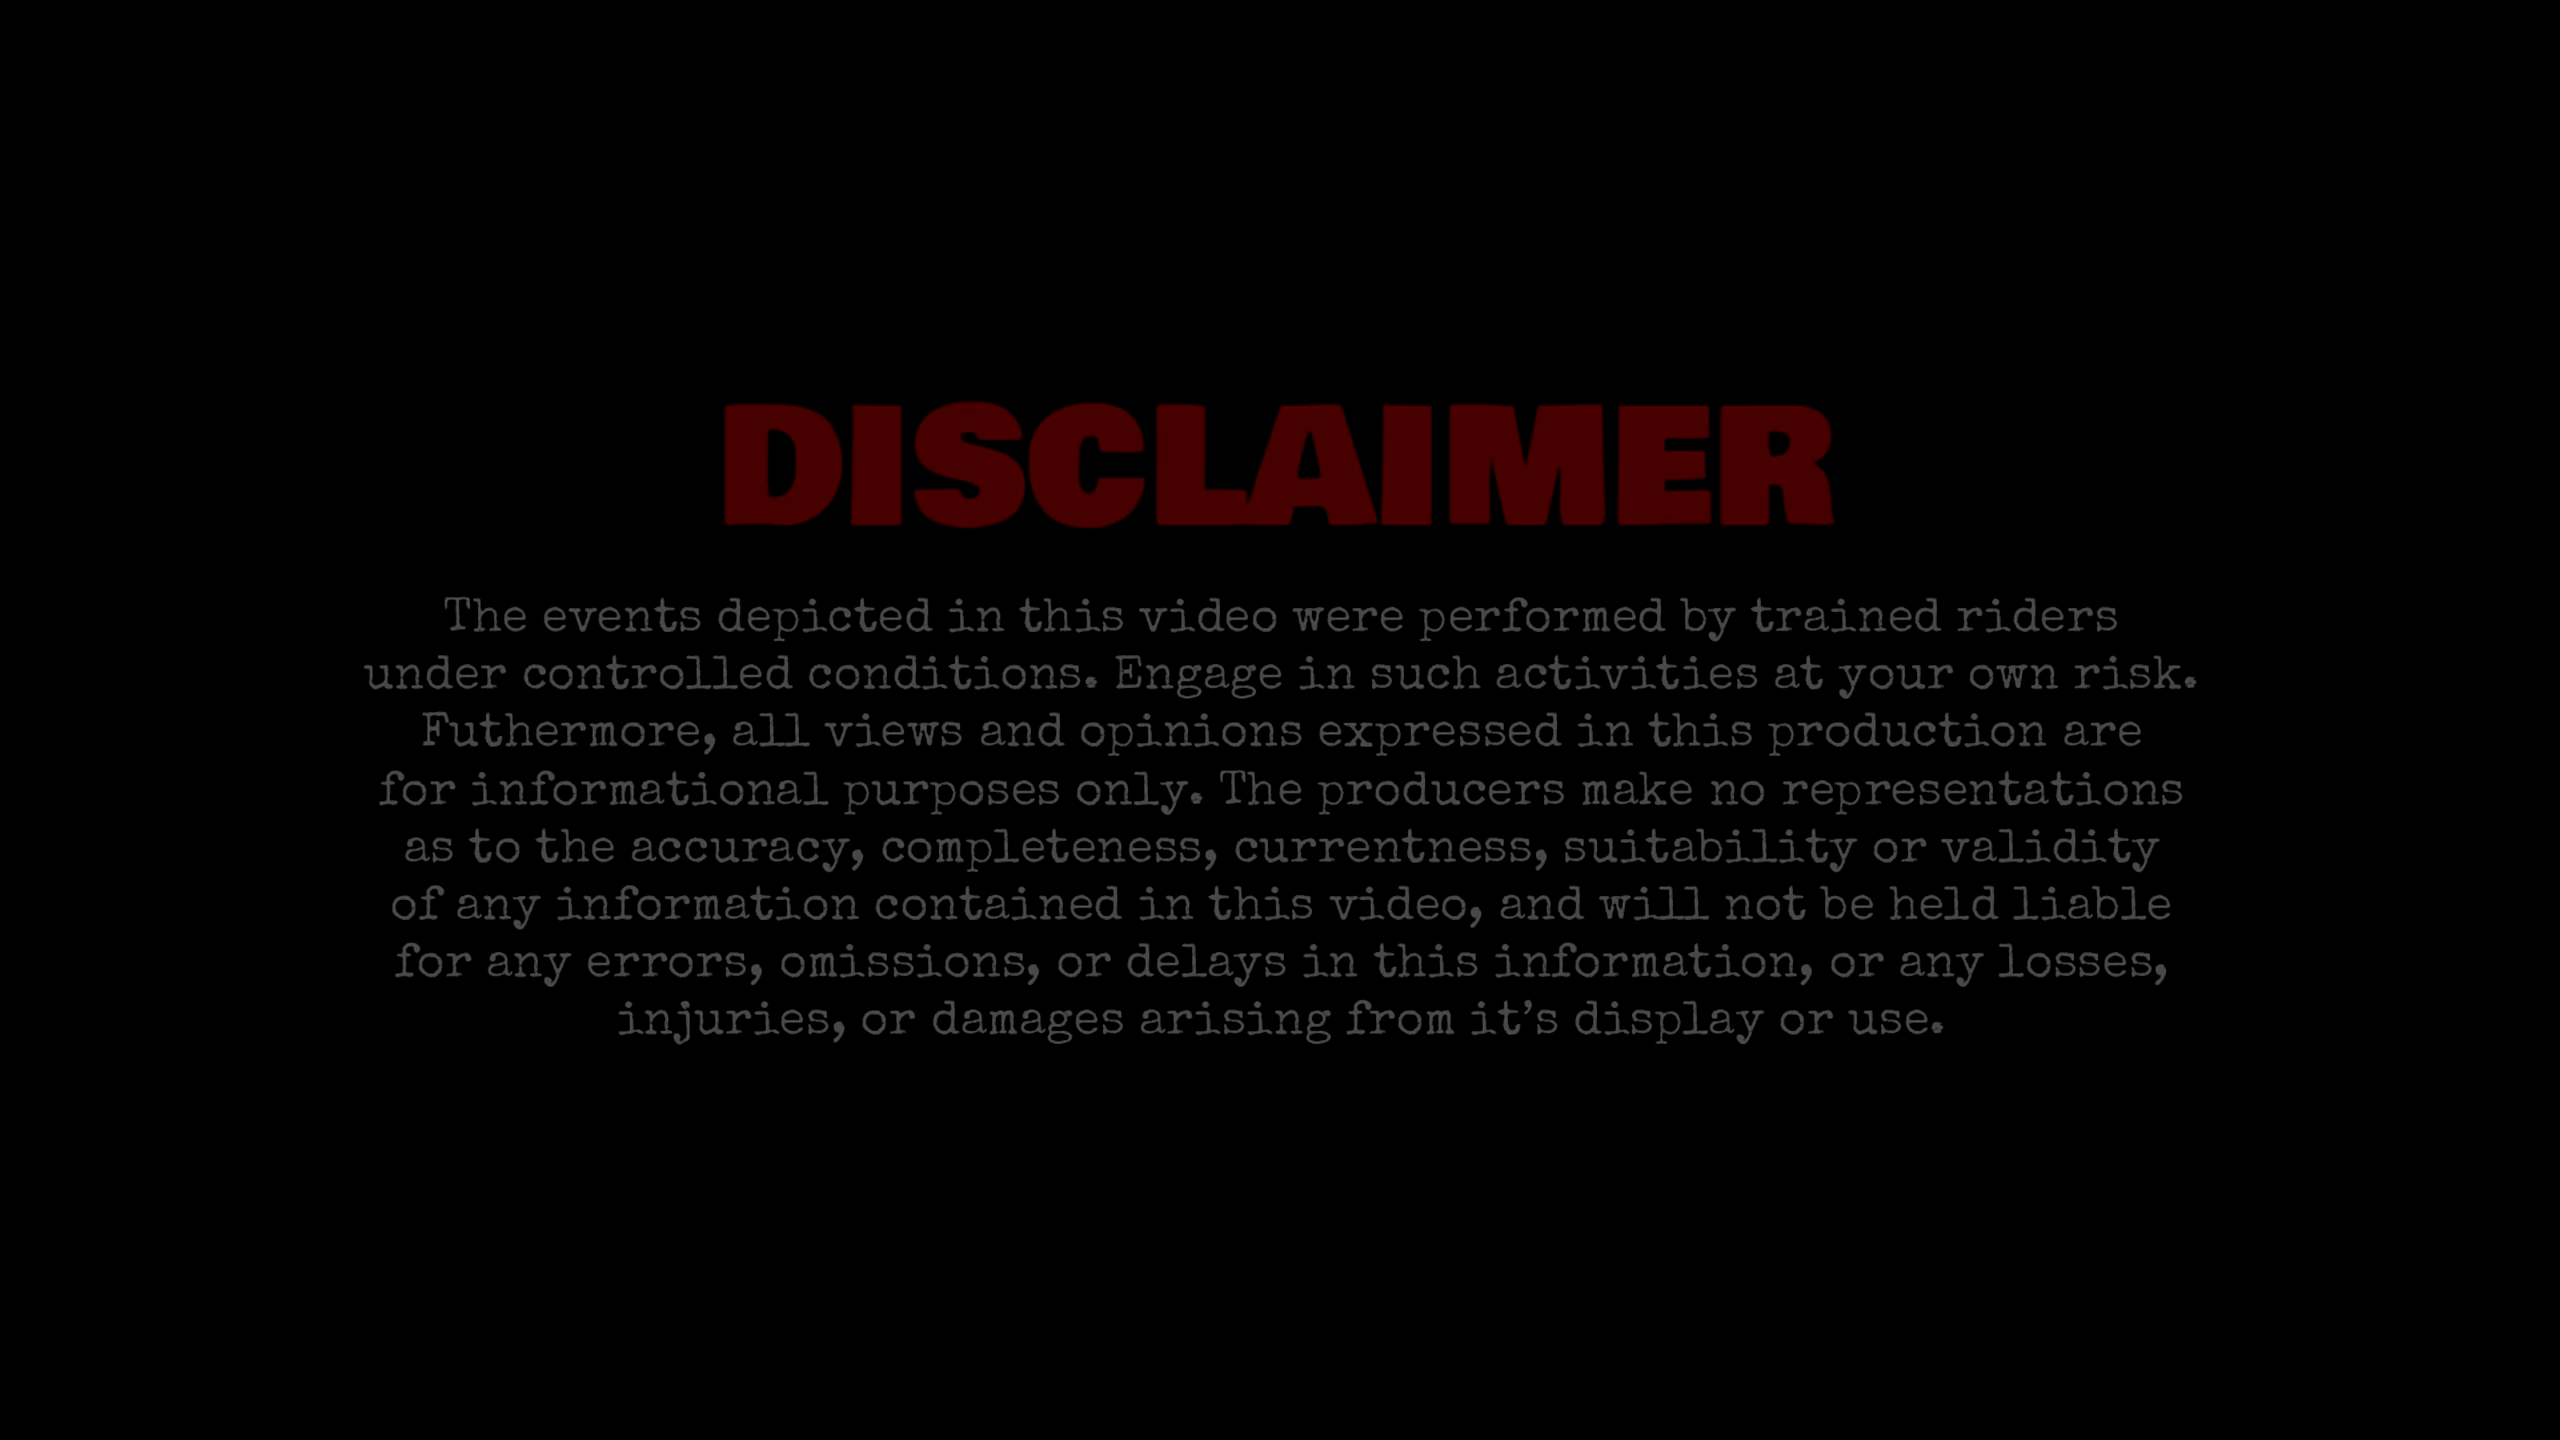 DISCLAIMER
The events depicted in this video were performed by trained riders
under controlled conditions. Engage in such activities at your own risk.
Futhermore, all views and opinions expressed in this production are
for informational purposes only. The producers make no representations
as to the accuracy, completeness, currentness, suitability or validity
of any information contained in this video, and will not be held liable
for any errors, omissions, or delays in this information, or any losses,
injuries, or damages arising from it’s display or use.